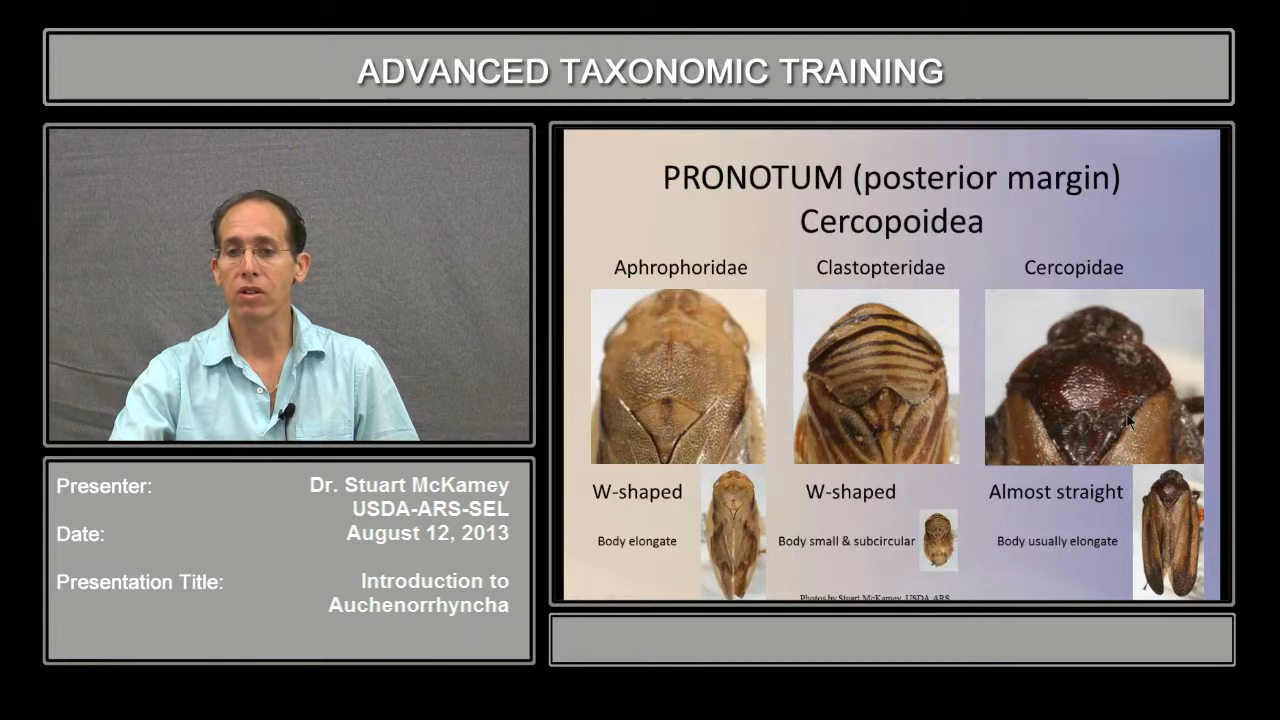 ADVANCED TAXONOMIC TRAINING
Presenter:
Dr. Stuart McKamey
USDA-ARS-SEL
Date:
August 12, 2013
Presentation Title:
Introduction to
Auchenorrhyncha
PRONOTUM (posterior margin)
Cercopoidea
Aphrophoridae
Clastopteridae
Cercopidae
W-shaped
W-shaped
Almost straight
Body elongate
Body small & subcircular
Body usually elongate
Photos by Stuart McKamey, USDA, ARS